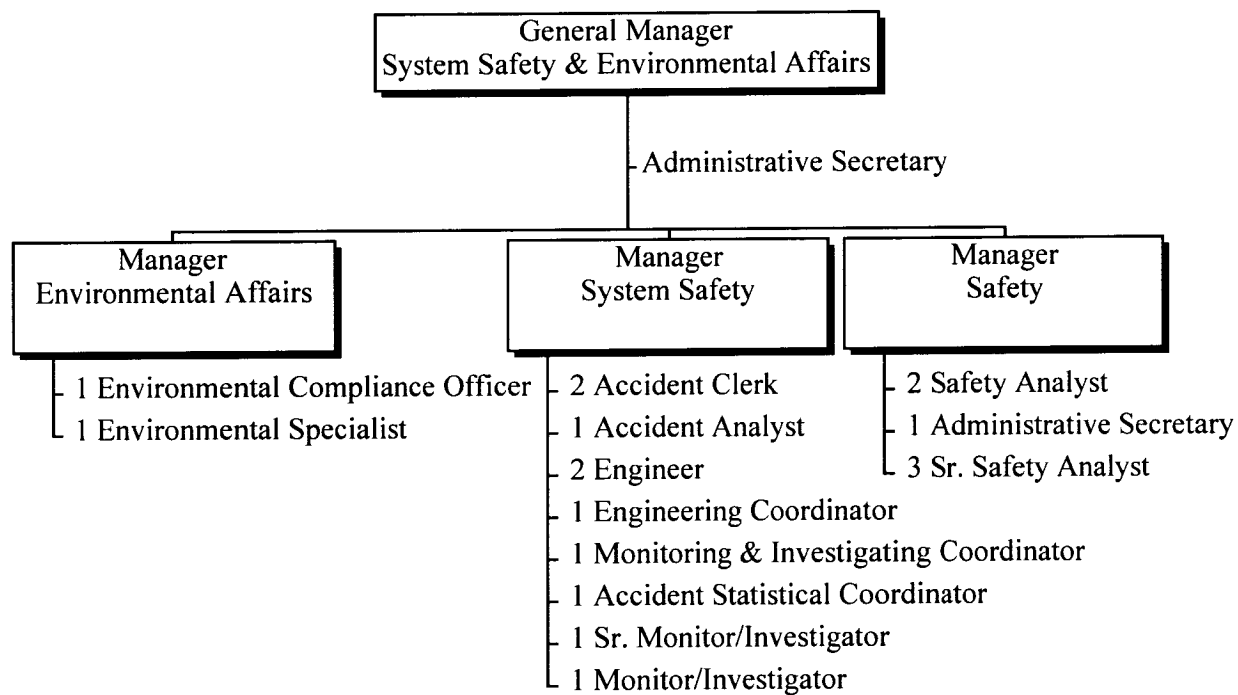 General Manager
System Safety & Environmental Affairs
Administrative Secretary
Manager
Environmental Affairs
1 Environmental Compliance Officer
1 Environmental Specialist
Manager
System Safety
2 Accident Clerk
1 Accident Analyst
2 Engineer
1 Engineering Coordinator
1 Monitoring & Investigating Coordinator
1 Accident Statistical Coordinator
1 Sr. Monitor/Investigator
1 Monitor/Investigator
Manager
Safety
2 Safety Analyst
1 Administrative Secretary
3 Sr. Safety Analyst